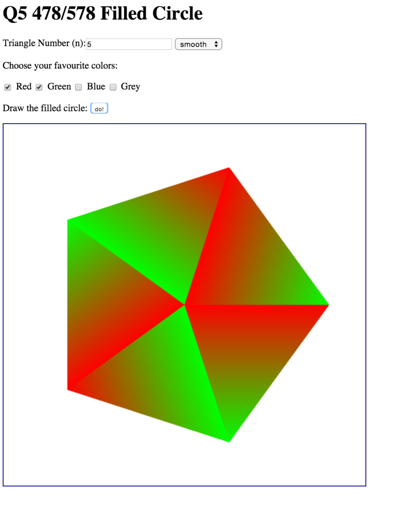 Q5 478/578 Filled Circle
Triangle Number (n): 5 smooth
Choose your favourite colors:
Red Green Blue Grey
Draw the filled circle: do!